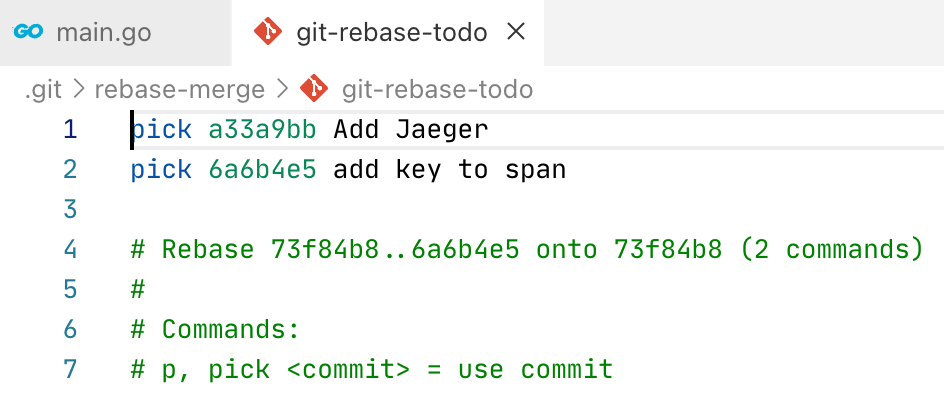 GO main.go git-rebase-todo ×
.git > rebase-merge > git-rebase-todo
1 pick a33a9bb Add Jaeger
2 pick 6a6b4e5 add key to span
3
4 # Rebase 73f84b8..6a6b4e5 onto 73f84b8 (2 commands)
5 #
6 # Commands:
7 # p, pick <commit> = use commit